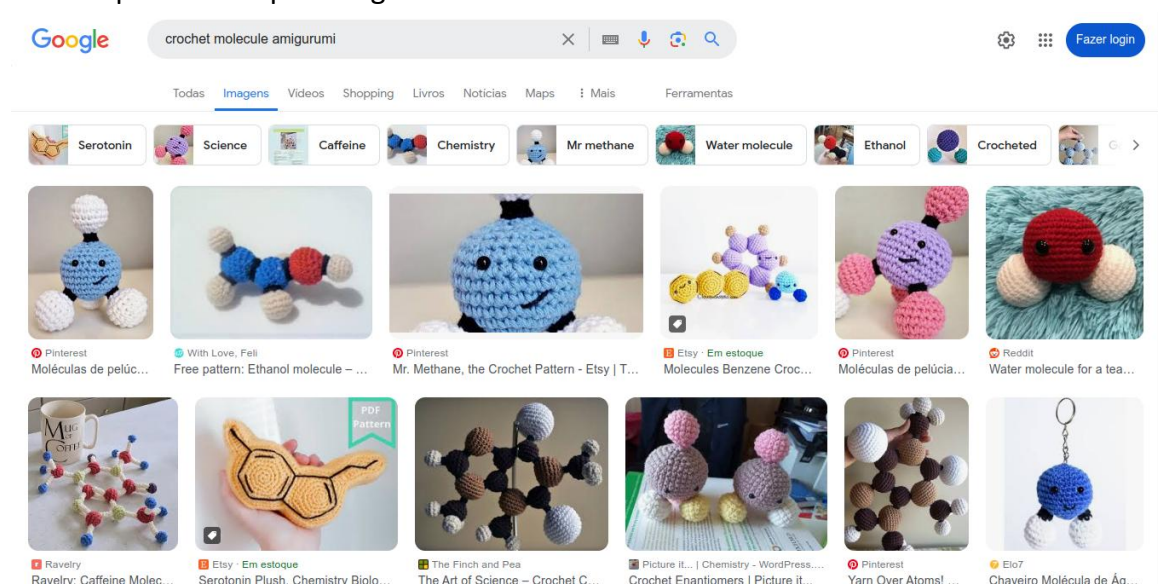 Google
crochet molecule amigurumi
Fazer login
Todas Imagens Vídeos Shopping Livros Notícias Maps Mais Ferramentas
Serotonin Science Caffeine Chemistry Mr methane Water molecule Ethanol Crocheted
Pinterest
Moléculas de pelúc...
With Love, Feli
Free pattern: Ethanol molecule – ...
Pinterest
Mr. Methane, the Crochet Pattern - Etsy | T...
Etsy · Em estoque
Molecules Benzene Croc...
Pinterest
Moléculas de pelúcia...
Reddit
Water molecule for a tea...
MUG
OF
COFFEE
PDF
Pattern
Ravelry
Ravelry: Caffeine Molec...
Etsy · Em estoque
Serotonin Plush, Chemistry Biolo...
The Finch and Pea
The Art of Science – Crochet C...
Picture it... | Chemistry - WordPress....
Crochet Enantiomers | Picture it...
Pinterest
Yarn Over Atoms! ...
Elo7
Chaveiro Molécula de Ág...